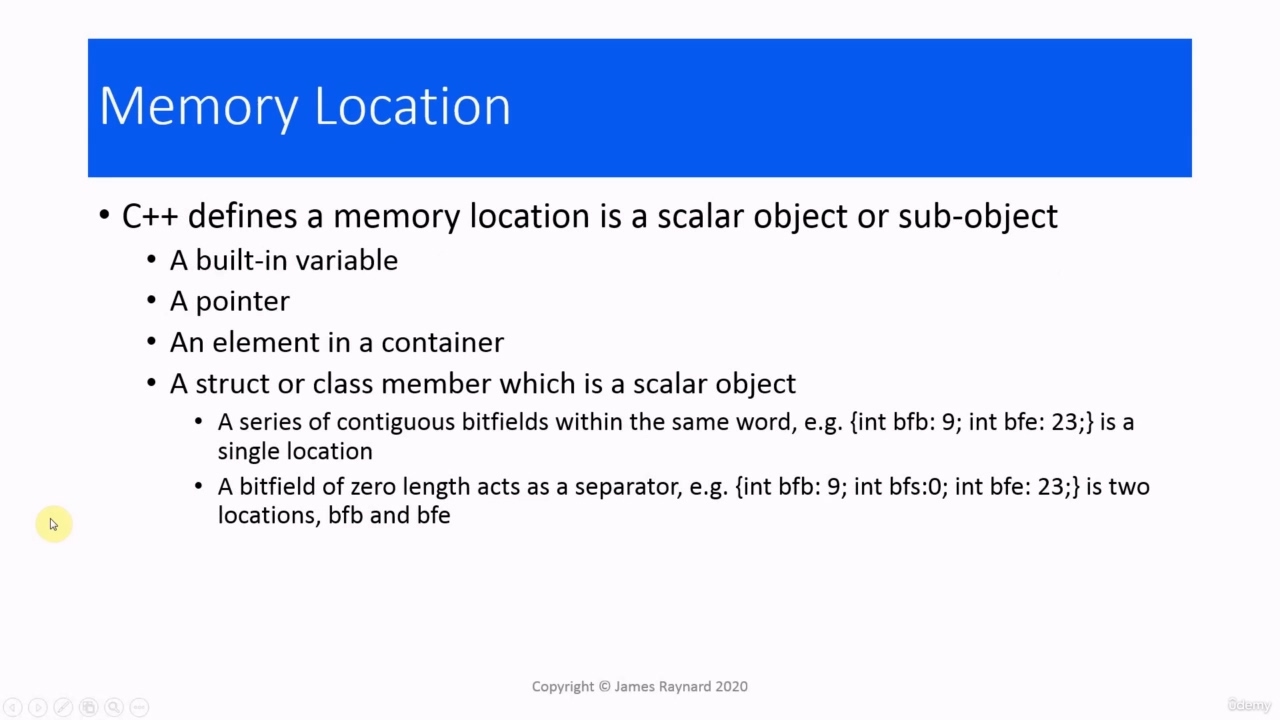 Memory Location
• C++ defines a memory location is a scalar object or sub-object
• A built-in variable
• A pointer
• An element in a container
• A struct or class member which is a scalar object
• A series of contiguous bitfields within the same word, e.g. {int bfb: 9; int bfe: 23;} is a
single location
• A bitfield of zero length acts as a separator, e.g. {int bfb: 9; int bfs:0; int bfe: 23;} is two
locations, bfb and bfe
Copyright © James Raynard 2020
ûdemy